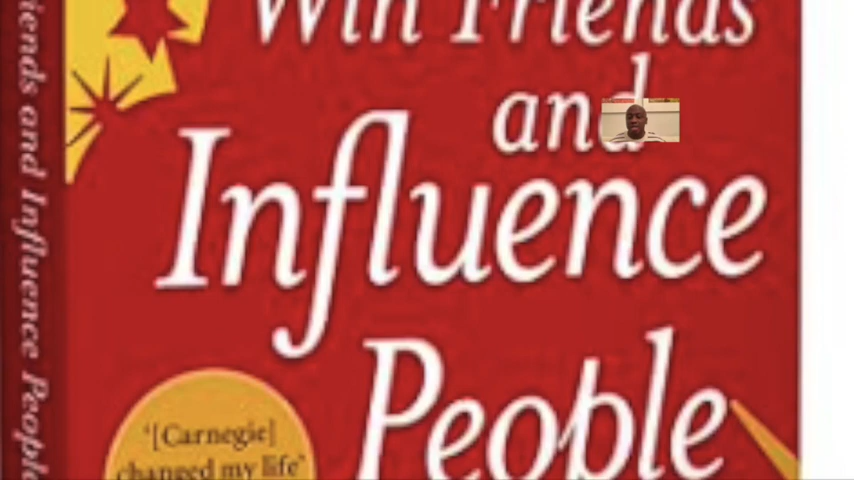 Win Friends
and
Influence
People
'[Carnegie]
changed my life'
iends and Influence People